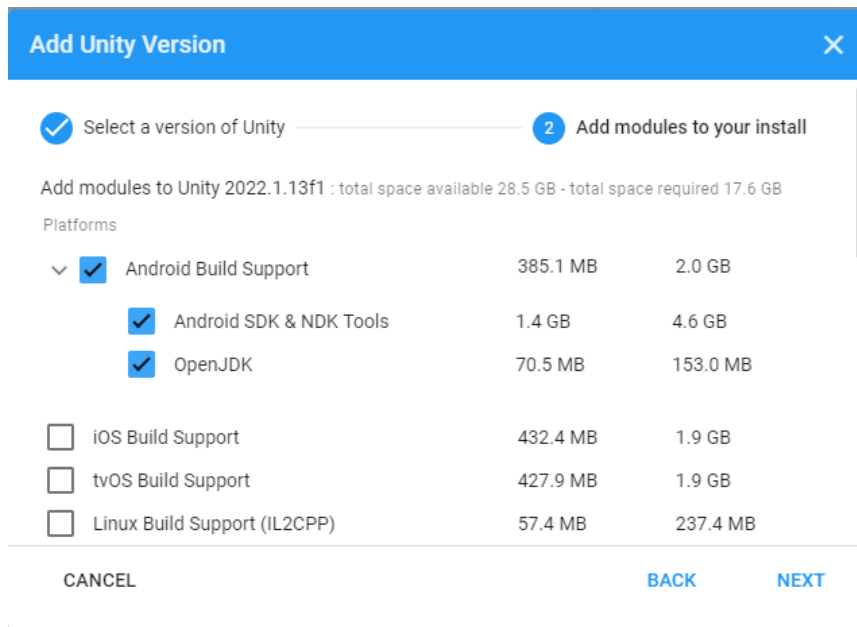 Add Unity Version
Select a version of Unity 2 Add modules to your install
Add modules to Unity 2022.1.13f1 : total space available 28.5 GB - total space required 17.6 GB
Platforms
Android Build Support 385.1 MB 2.0 GB
Android SDK & NDK Tools 1.4 GB 4.6 GB
OpenJDK 70.5 MB 153.0 MB
iOS Build Support 432.4 MB 1.9 GB
tvOS Build Support 427.9 MB 1.9 GB
Linux Build Support (IL2CPP) 57.4 MB 237.4 MB
CANCEL BACK NEXT